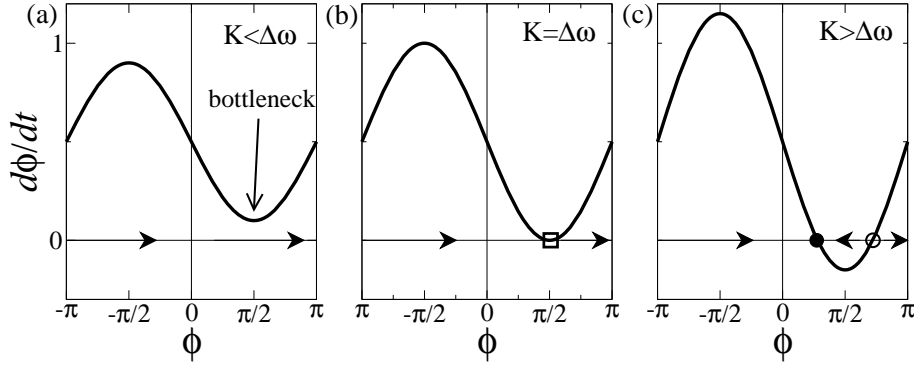 (a) K<Δω
(b) K=Δω
(c) K>Δω
1
bottleneck
dϕ/dt
0
-π -π/2 0 π/2 π
-π -π/2 0 π/2 π
-π -π/2 0 π/2 π
ϕ ϕ ϕ